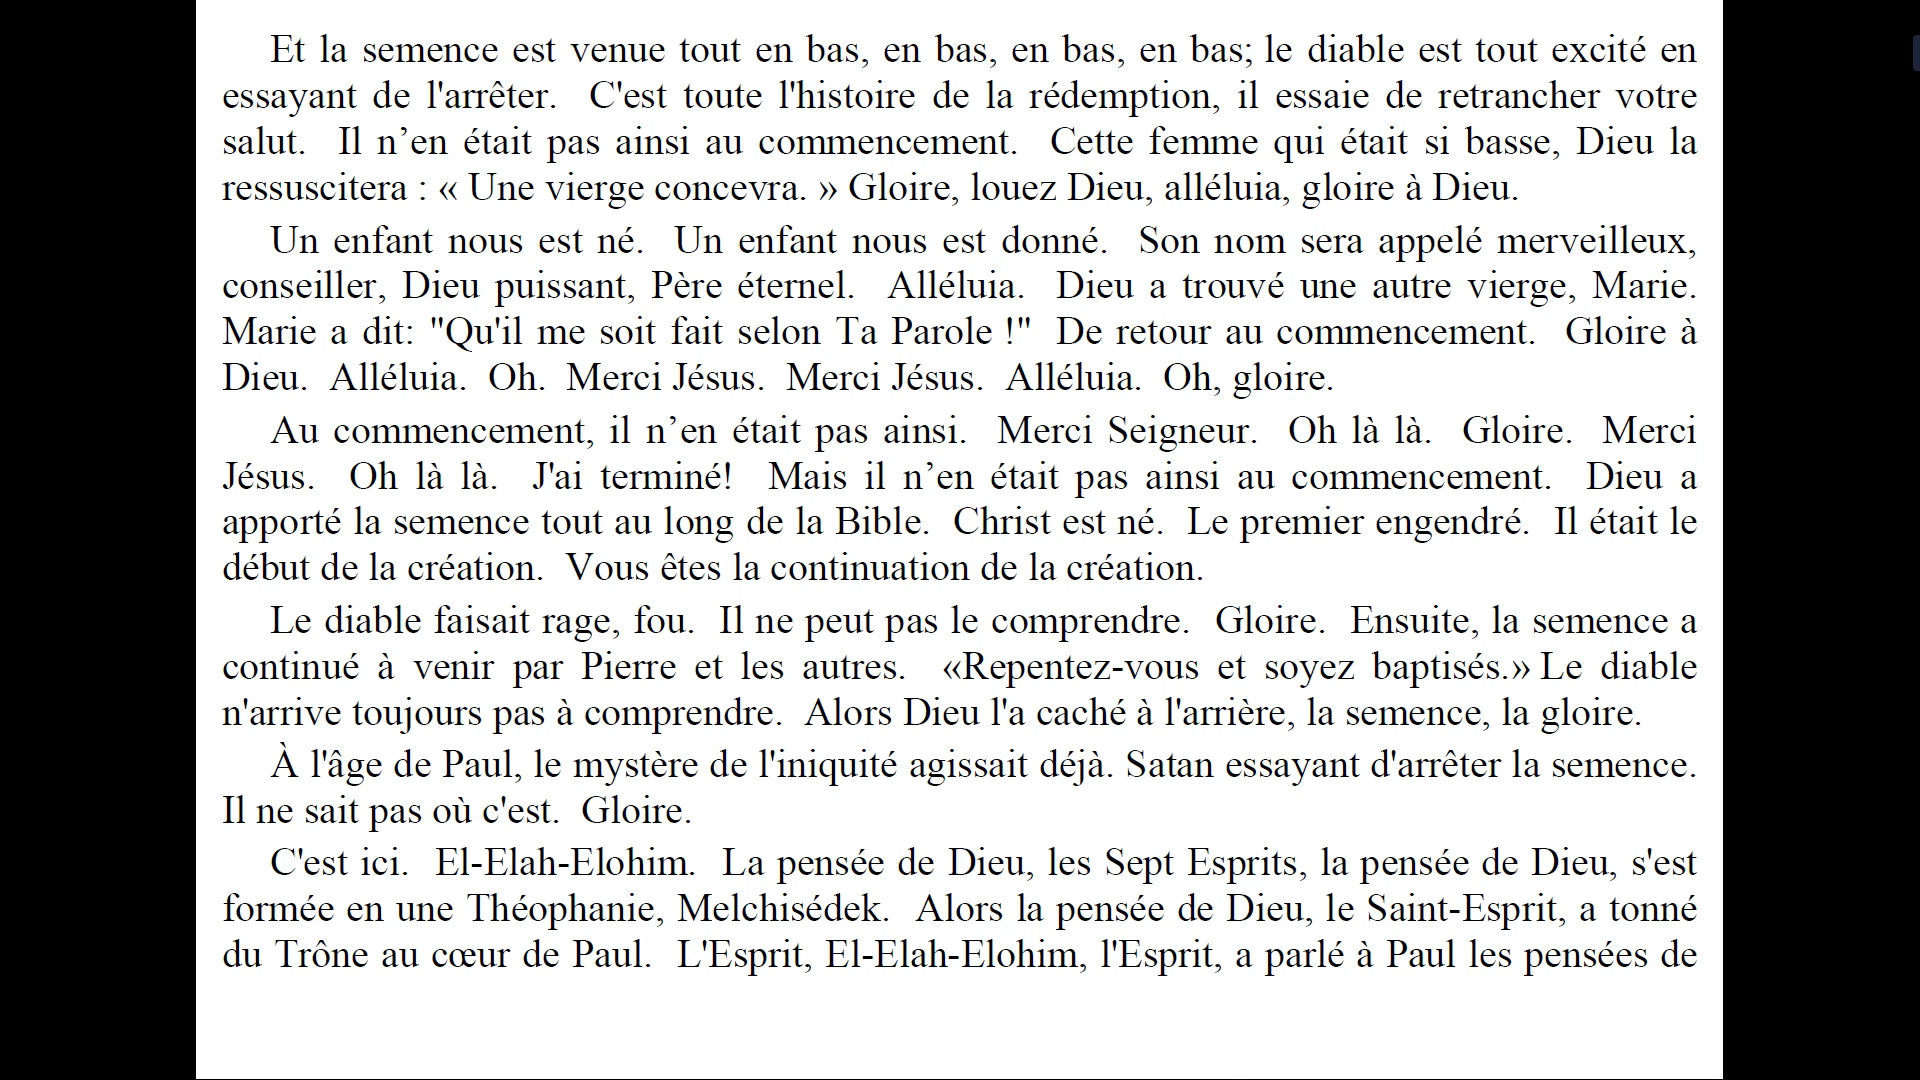 Et la semence est venue tout en bas, en bas, en bas, en bas; le diable est tout excité en
essayant de l'arrêter.  C'est toute l'histoire de la rédemption, il essaie de retrancher votre
salut.  Il n’en était pas ainsi au commencement.  Cette femme qui était si basse, Dieu la
ressuscitera : « Une vierge concevra. » Gloire, louez Dieu, alléluia, gloire à Dieu.
Un enfant nous est né.  Un enfant nous est donné.  Son nom sera appelé merveilleux,
conseiller, Dieu puissant, Père éternel.  Alléluia.  Dieu a trouvé une autre vierge, Marie.
Marie a dit: "Qu'il me soit fait selon Ta Parole !"  De retour au commencement.  Gloire à
Dieu.  Alléluia.  Oh.  Merci Jésus.  Merci Jésus.  Alléluia.  Oh, gloire.
Au commencement, il n’en était pas ainsi.  Merci Seigneur.  Oh là là.  Gloire.  Merci
Jésus.  Oh là là.  J'ai terminé!  Mais il n’en était pas ainsi au commencement.  Dieu a
apporté la semence tout au long de la Bible.  Christ est né.  Le premier engendré.  Il était le
début de la création.  Vous êtes la continuation de la création.
Le diable faisait rage, fou.  Il ne peut pas le comprendre.  Gloire.  Ensuite, la semence a
continué à venir par Pierre et les autres.  «Repentez-vous et soyez baptisés.» Le diable
n'arrive toujours pas à comprendre.  Alors Dieu l'a caché à l'arrière, la semence, la gloire.
À l'âge de Paul, le mystère de l'iniquité agissait déjà. Satan essayant d'arrêter la semence.
Il ne sait pas où c'est.  Gloire.
C'est ici.  El-Elah-Elohim.  La pensée de Dieu, les Sept Esprits, la pensée de Dieu, s'est
formée en une Théophanie, Melchisédek.  Alors la pensée de Dieu, le Saint-Esprit, a tonné
du Trône au cœur de Paul.  L'Esprit, El-Elah-Elohim, l'Esprit, a parlé à Paul les pensées de